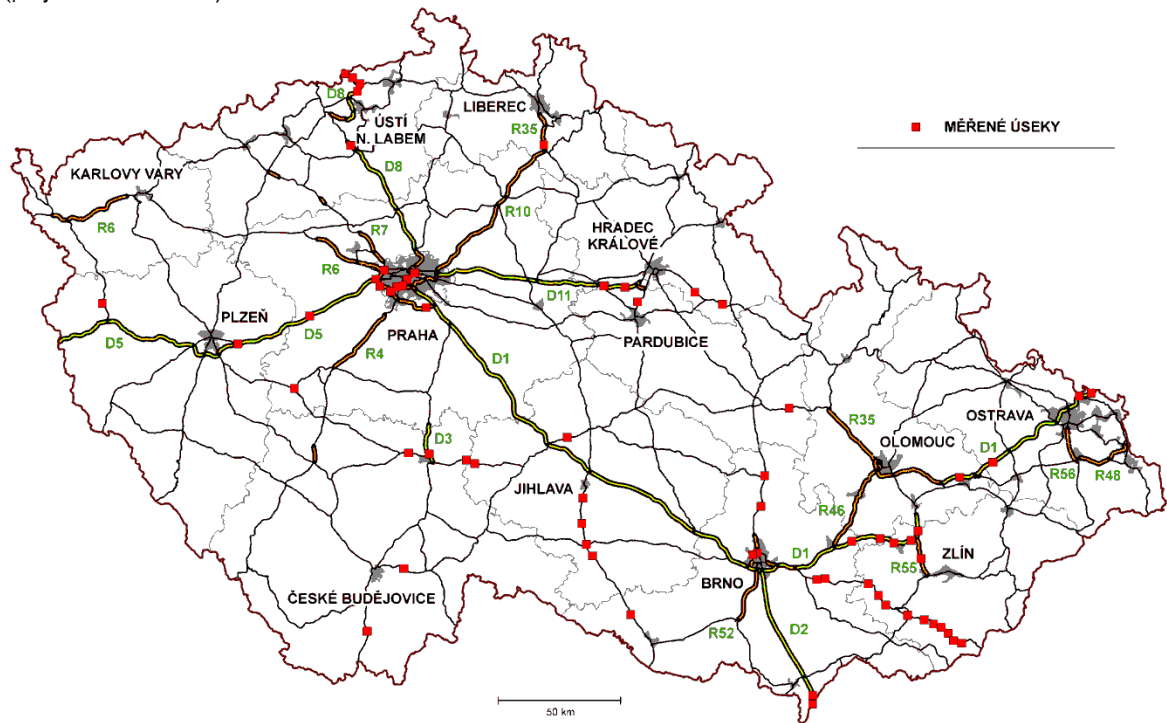 D8
LIBEREC
ÚSTÍ
N. LABEM
R35
MĚŘENÉ ÚSEKY
D8
KARLOVY VARY
R10
R6
R7
HRADEC
KRÁLOVÉ
R6
D11
PLZEŇ
D5
PRAHA
PARDUBICE
D5
R4
D1
R35
OSTRAVA
OLOMOUC
D1
D3
R56
R48
JIHLAVA
R46
D1
ZLÍN
R55
BRNO
ČESKÉ BUDĚJOVICE
R52
D2
50 km